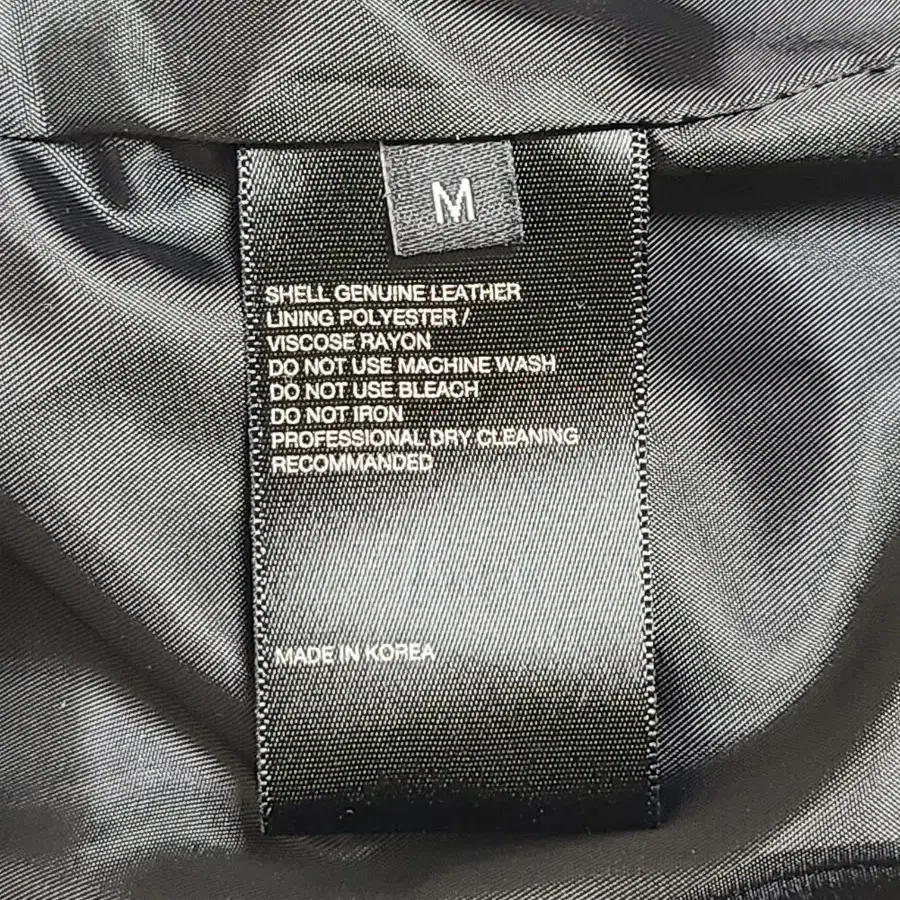 M
SHELL GENUINE LEATHER
LINING POLYESTER /
VISCOSE RAYON
DO NOT USE MACHINE WASH
DO NOT USE BLEACH
DO NOT IRON
PROFESSIONAL DRY CLEANING
RECOMMANDED
MADE IN KOREA